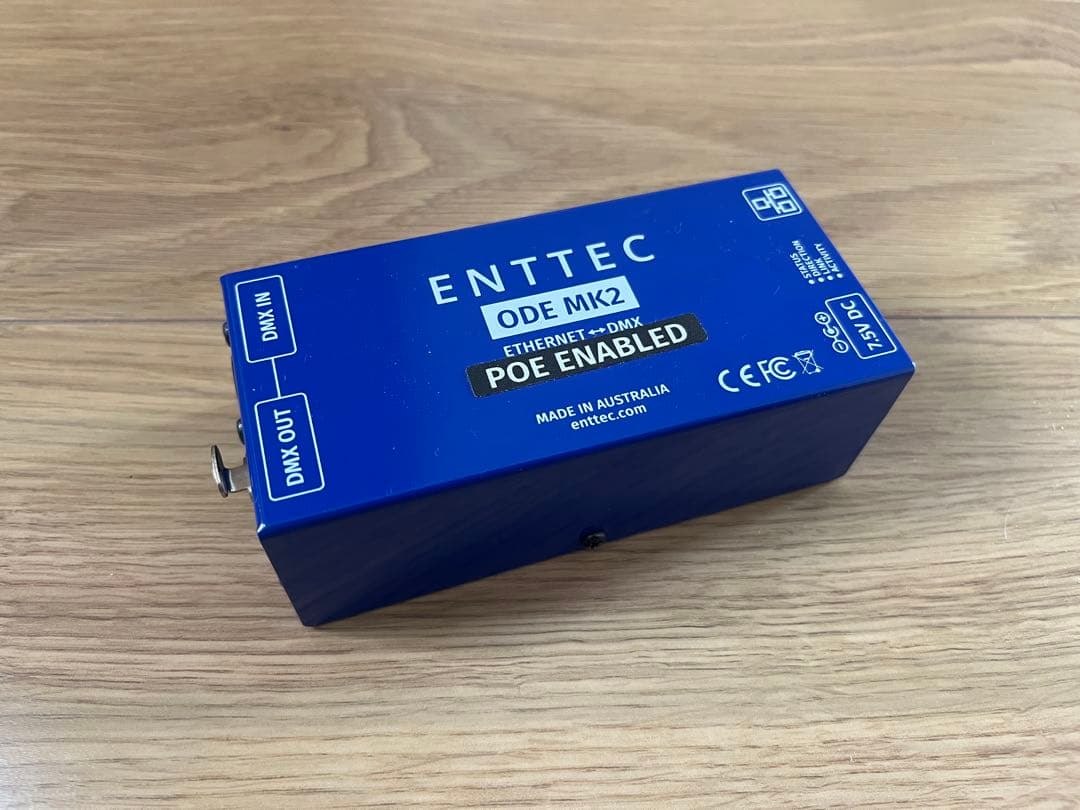 ENTTEC
ODE MK2
ETHERNET ↔ DMX
POE ENABLED
MADE IN AUSTRALIA
enttec.com
DMX IN
DMX OUT
STATUS
DIRECTION
LINK
ACTIVITY
7.5V DC
CE FC